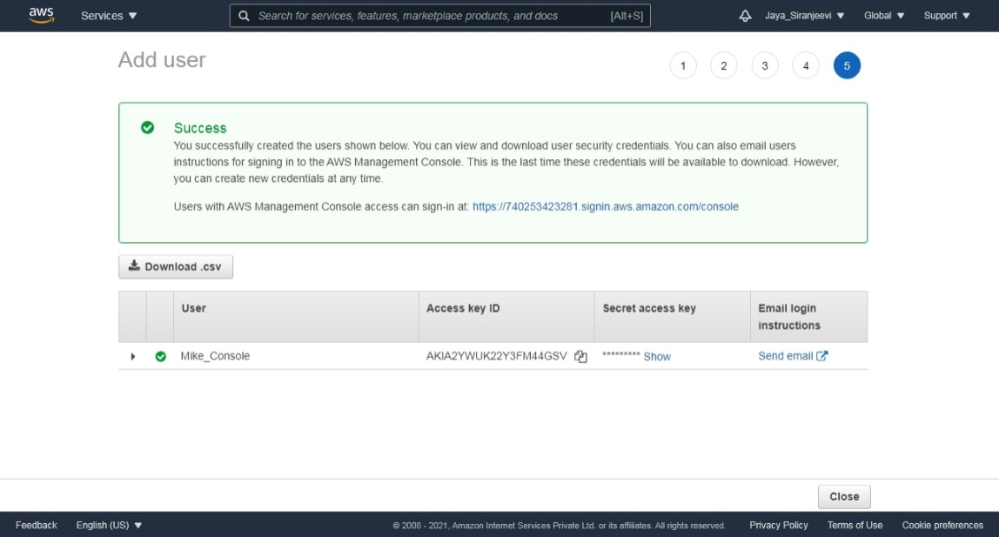 aws
Services
Search for services, features, marketplace products, and docs [Alt+S]
Jaya_Siranjeevi
Global
Support
Add user
1 2 3 4 5
Success
You successfully created the users shown below. You can view and download user security credentials. You can also email users
instructions for signing in to the AWS Management Console. This is the last time these credentials will be available to download. However,
you can create new credentials at any time.
Users with AWS Management Console access can sign-in at: https://740253423281.signin.aws.amazon.com/console
Download .csv
User
Access key ID
Secret access key
Email login
instructions
Mike_Console
AKIA2YWUK22Y3FM44GSV
********* Show
Send email
Close
Feedback
English (US)
© 2008 - 2021, Amazon Internet Services Private Ltd. or its affiliates. All rights reserved.
Privacy Policy
Terms of Use
Cookie preferences